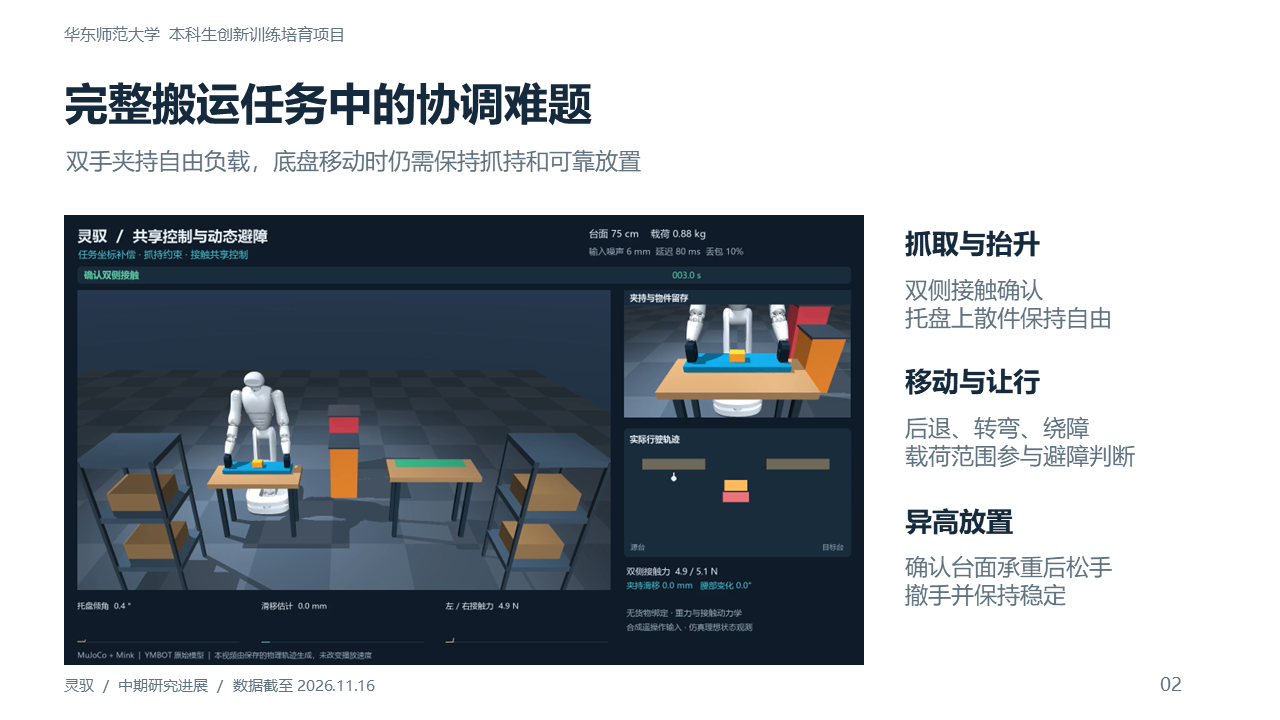 华东师范大学 本科生创新训练培育项目
完整搬运任务中的协调难题
双手夹持自由负载，底盘移动时仍需保持抓持和可靠放置
灵驭 / 共享控制与动态避障
任务坐标补偿 · 抓持约束 · 接触共享控制
台面 75 cm 载荷 0.88 kg
输入噪声 6 mm 延迟 80 ms 丢包 10%
确认双侧接触
003.0 s
夹持与物件留存
实际行驶轨迹
源台
目标台
双侧接触力 4.9 / 5.1 N
夹持滑移 0.0 mm 腰部变化 0.0°
无货物绑定 · 重力与接触动力学
合成遥操作输入 · 仿真理想状态观测
托盘倾角 0.4 °
滑移估计 0.0 mm
左 / 右接触力 4.9 N
MuJoCo + Mink | YMBOT 原始模型 | 本视频由保存的物理轨迹生成，未改变播放速度
抓取与抬升
双侧接触确认
托盘上散件保持自由
移动与让行
后退、转弯、绕障
载荷范围参与避障判断
异高放置
确认台面承重后松手
撤手并保持稳定
灵驭 / 中期研究进展 / 数据截至 2026.11.16
02